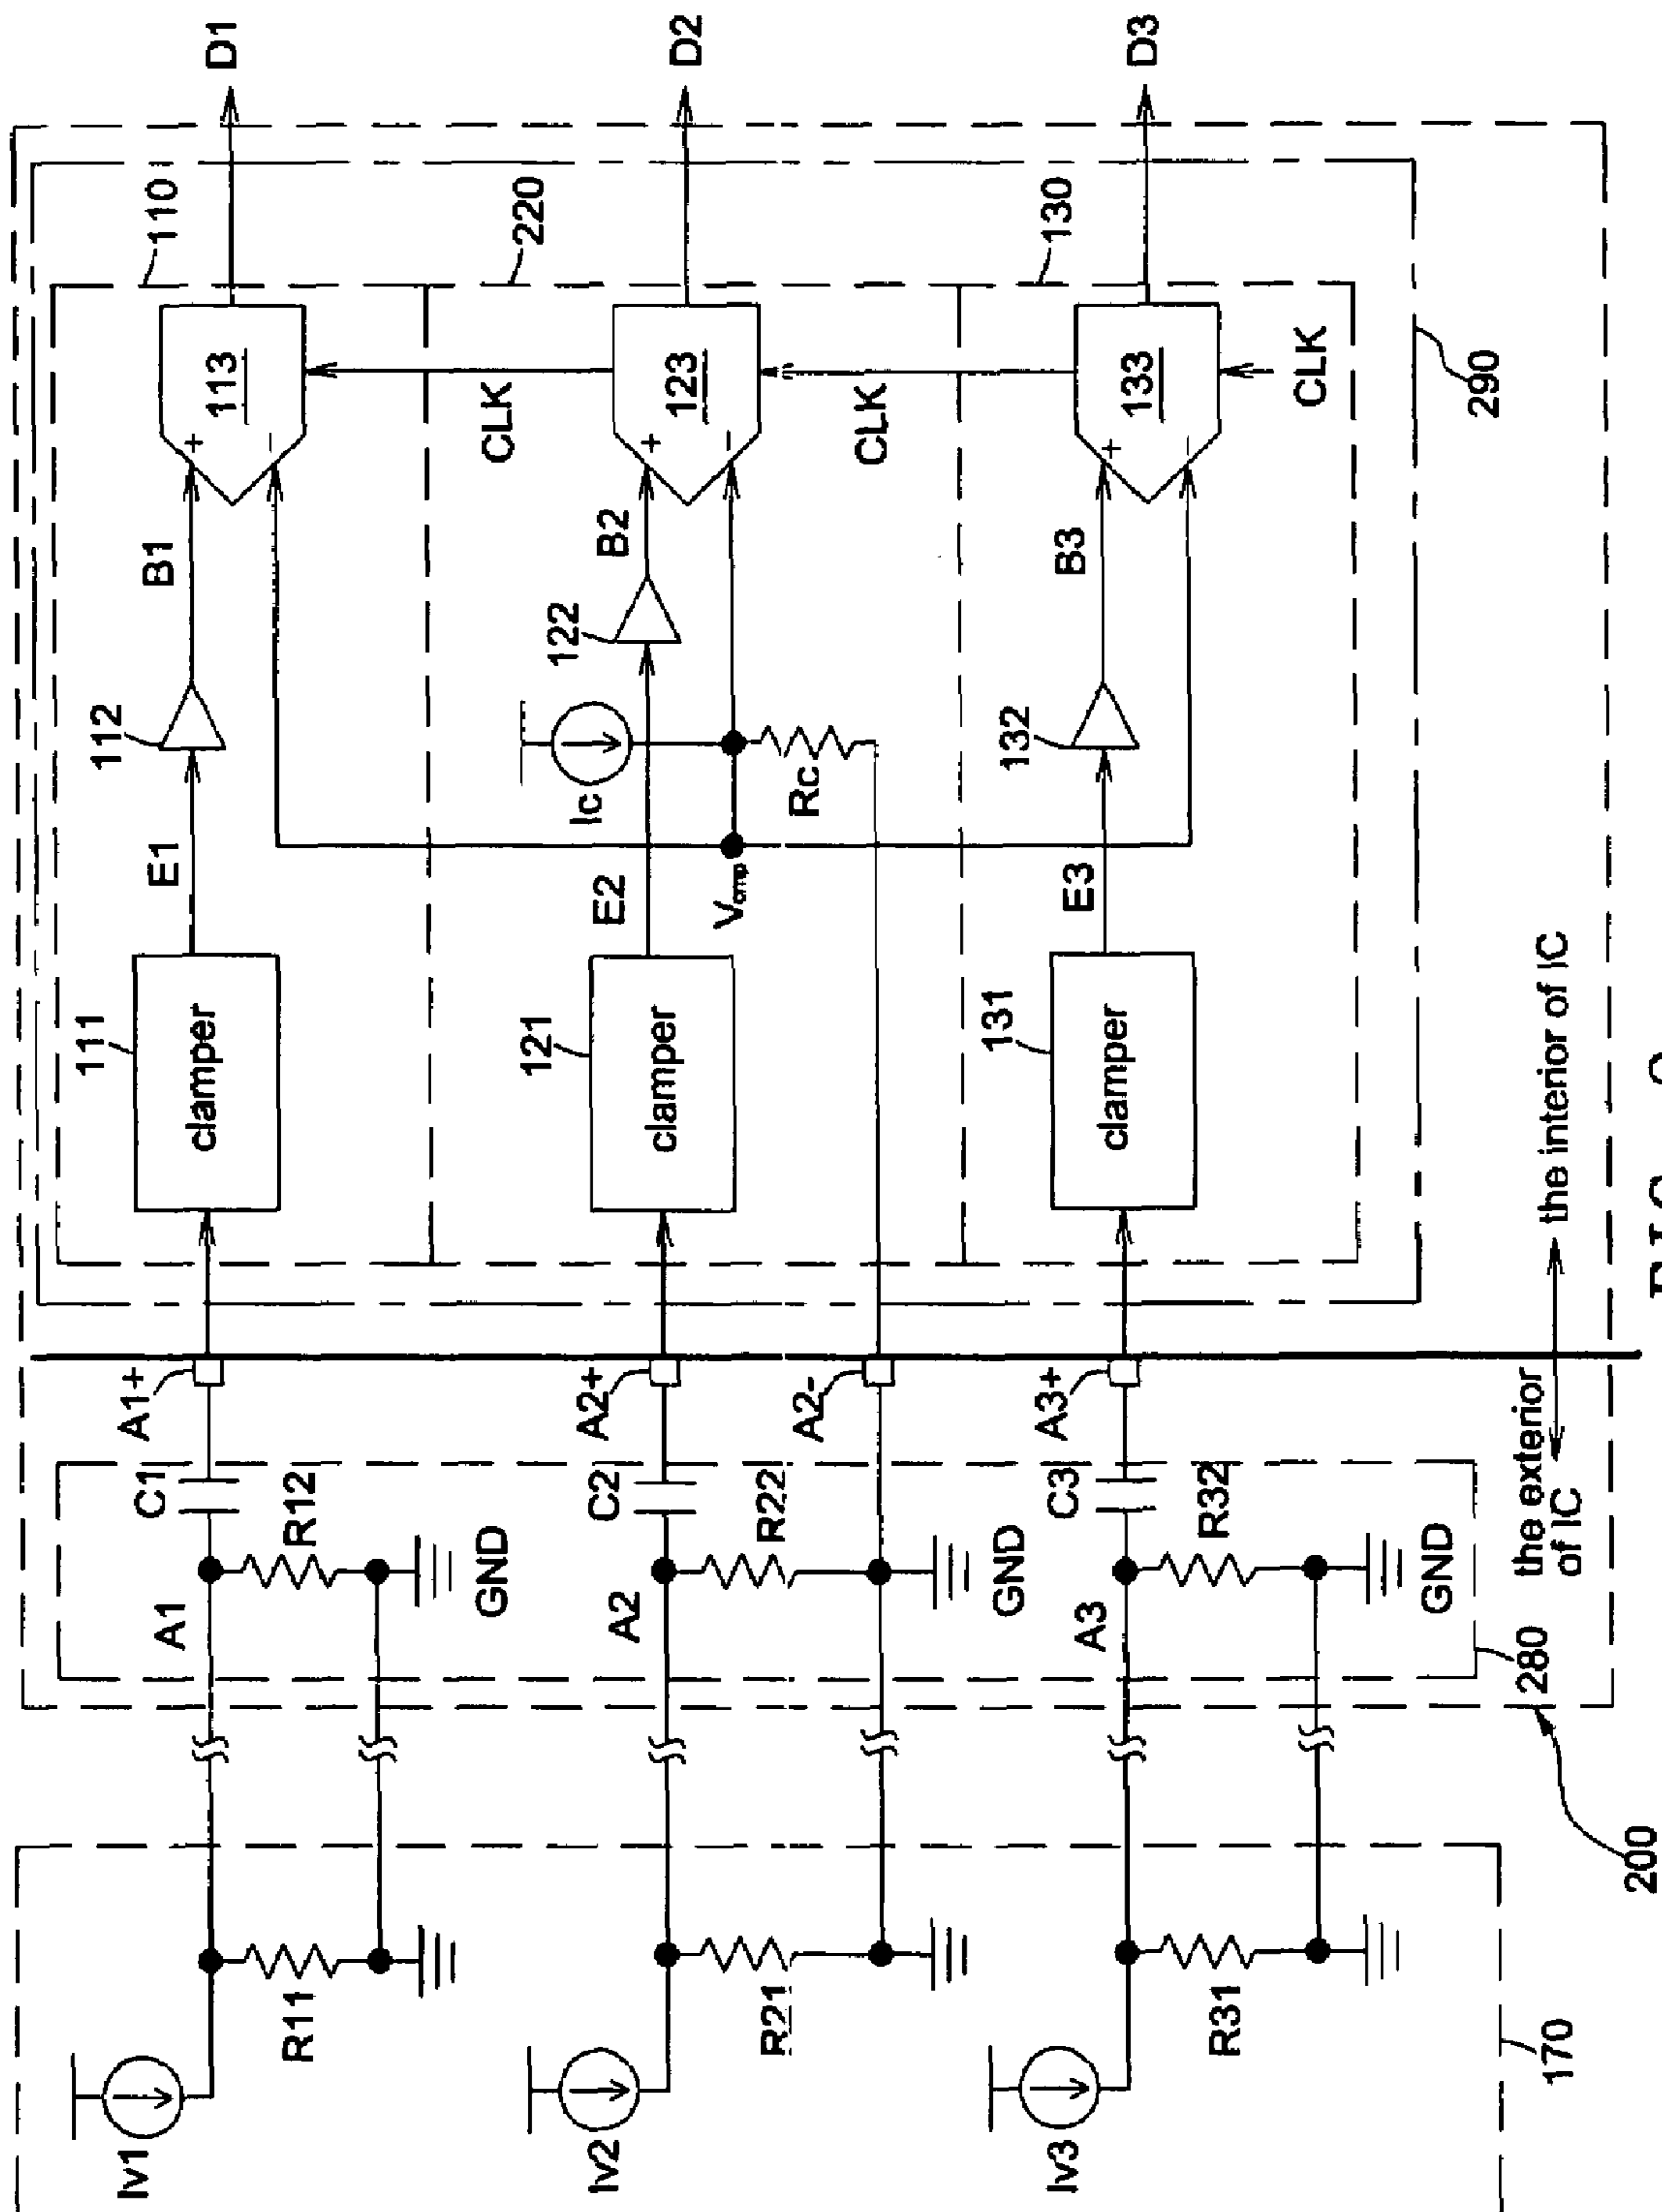 D1
D2
D3
110
220
130
290
113
+
−
CLK
123
+
−
CLK
133
+
−
CLK
B1
B2
B3
112
122
132
Ic
Rc
E1
E2
E3
111
clamper
121
clamper
131
clamper
the interior of IC
the exterior
of IC
A1+
A2+
A2-
A3+
C1
R12
GND
C2
R22
GND
C3
R32
GND
A1
A2
A3
280
200
R11
R21
R31
Iv1
Iv2
Iv3
170